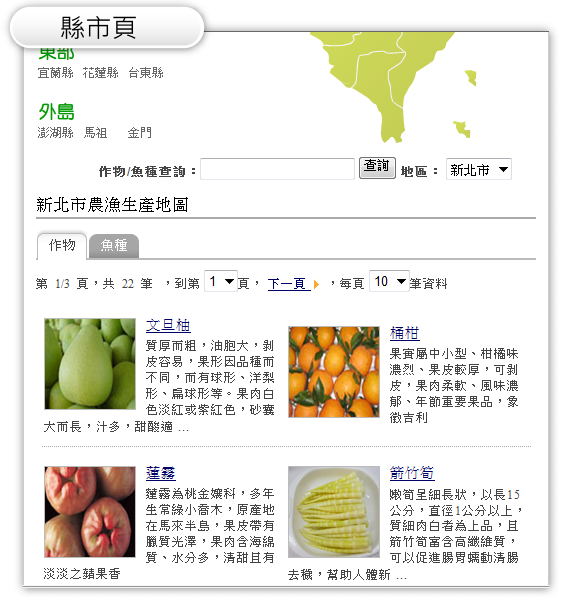 縣市頁
東部
宜蘭縣 花蓮縣 台東縣
外島
澎湖縣 馬祖 金門
作物/魚種查詢： 查詢 地區： 新北市
新北市農漁生產地圖
作物 魚種
第 1/3 頁，共 22 筆 ，到第 1 頁， 下一頁 ，每頁 10 筆資料
文旦柚
質厚而粗，油胞大，剝
皮容易，果形因品種而
不同，而有球形、洋梨
形、扁球形等。果肉白
色淡紅或紫紅色，砂囊
大而長，汁多，甜酸適 ...
桶柑
果實屬中小型、柑橘味
濃烈、果皮較厚，可剝
皮，果肉柔軟、風味濃
郁、年節重要果品，象
徵吉利
蓮霧
蓮霧為桃金孃科，多年
生常綠小喬木，原產地
在馬來半島，果皮帶有
臘質光澤，果肉含海綿
質、水分多，清甜且有
淡淡之蘋果香
箭竹筍
嫩筍呈細長狀，以長15
公分，直徑1公分以上，
質細肉白者為上品，且
箭竹筍富含高纖維質，
可以促進腸胃蠕動清腸
去穢，幫助人體新 ...